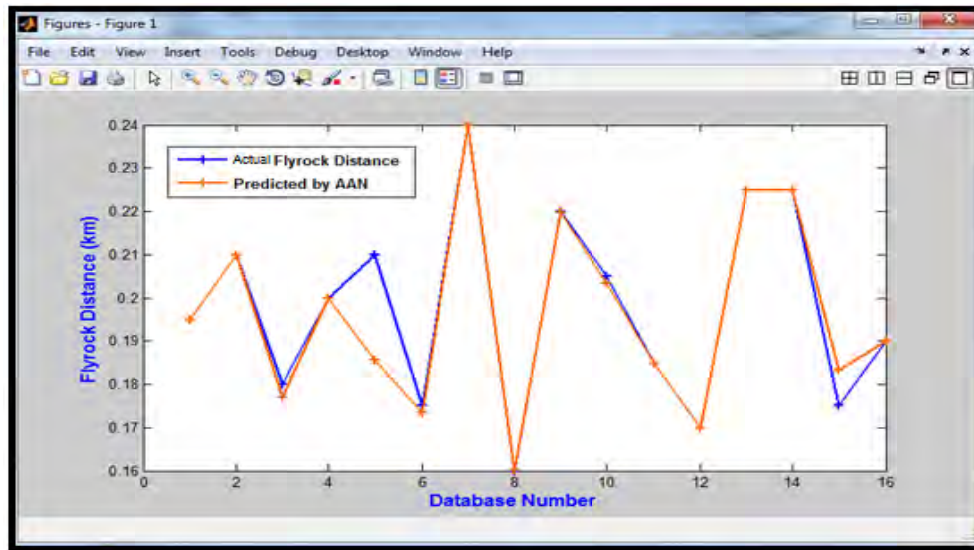 Figures - Figure 1
File Edit View Insert Tools Debug Desktop Window Help
0.24
0.23
0.22
0.21
0.2
0.19
0.18
0.17
0.16
Flyrock Distance (km)
Actual Flyrock Distance
Predicted by AAN
0 2 4 6 8 10 12 14 16
Database Number